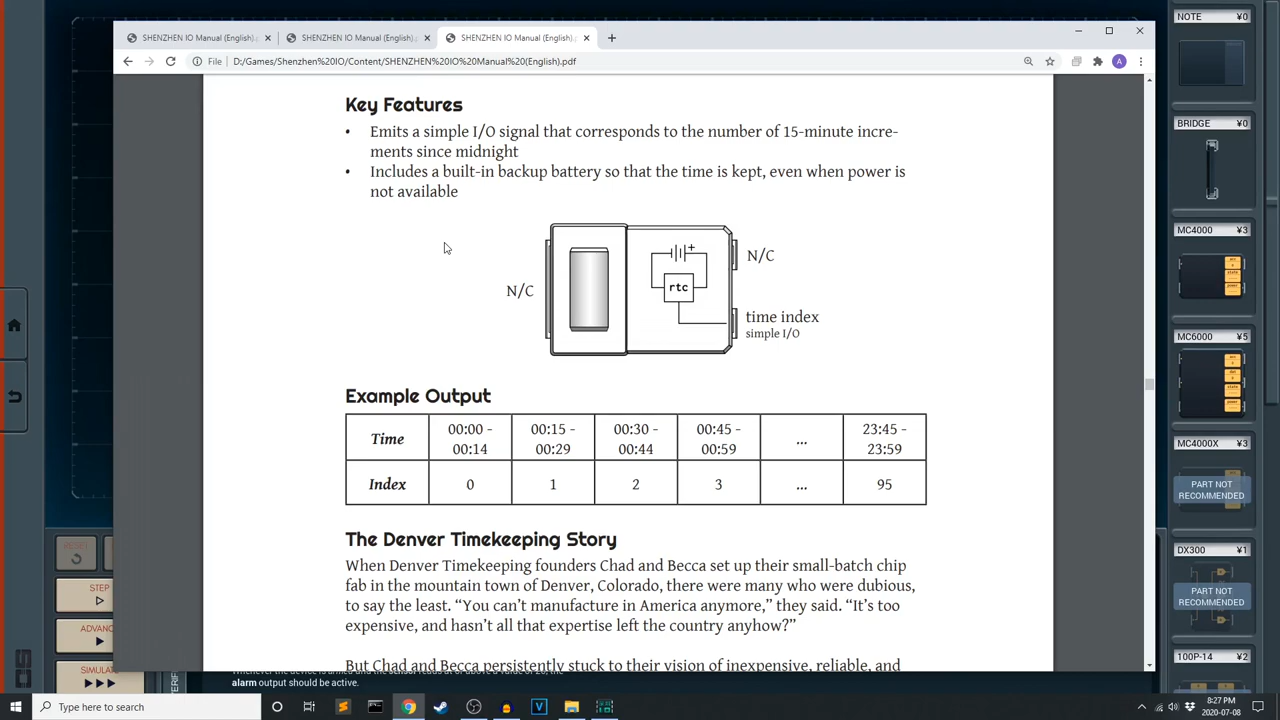 SHENZHEN IO Manual (English).p
SHENZHEN IO Manual (English).p
SHENZHEN IO Manual (English).p
File
D:/Games/Shenzhen%20IO/Content/SHENZHEN%20IO%20Manual%20(English).pdf
A
Key Features
• Emits a simple I/O signal that corresponds to the number of 15-minute incre-
ments since midnight
• Includes a built-in backup battery so that the time is kept, even when power is
not available
N/C
+
rtc
N/C
time index
simple I/O
Example Output
Time 00:00 - 00:15 - 00:30 - 00:45 - ... 23:45 -
00:14 00:29 00:44 00:59 23:59
Index 0 1 2 3 ... 95
The Denver Timekeeping Story
When Denver Timekeeping founders Chad and Becca set up their small-batch chip
fab in the mountain town of Denver, Colorado, there were many who were dubious,
to say the least. “You can’t manufacture in America anymore,” they said. “It’s too
expensive, and hasn’t all that expertise left the country anyhow?”
But Chad and Becca persistently stuck to their vision of inexpensive, reliable, and
alarm output should be active.
RESET
STEP
ADVANC
SIMULATE
NOTE ¥0
BRIDGE ¥0
MC4000 ¥3
MC6000 ¥5
MC4000X ¥3
PART NOT
RECOMMENDED
DX300 ¥1
PART NOT
RECOMMENDED
100P-14 ¥2
Type here to search
8:27 PM
2020-07-08